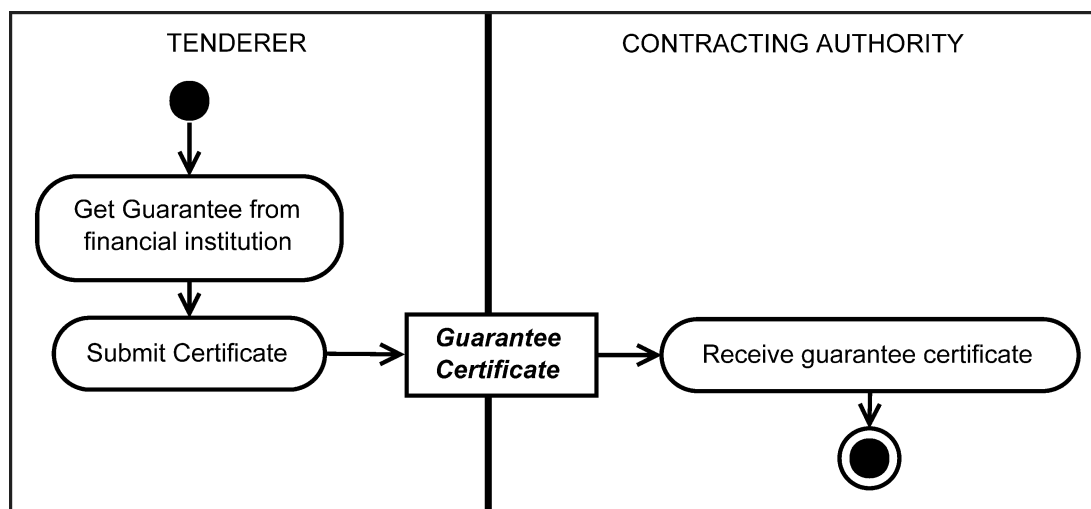 TENDERER
CONTRACTING AUTHORITY
Get Guarantee from
financial institution
Submit Certificate
Guarantee
Certificate
Receive guarantee certificate